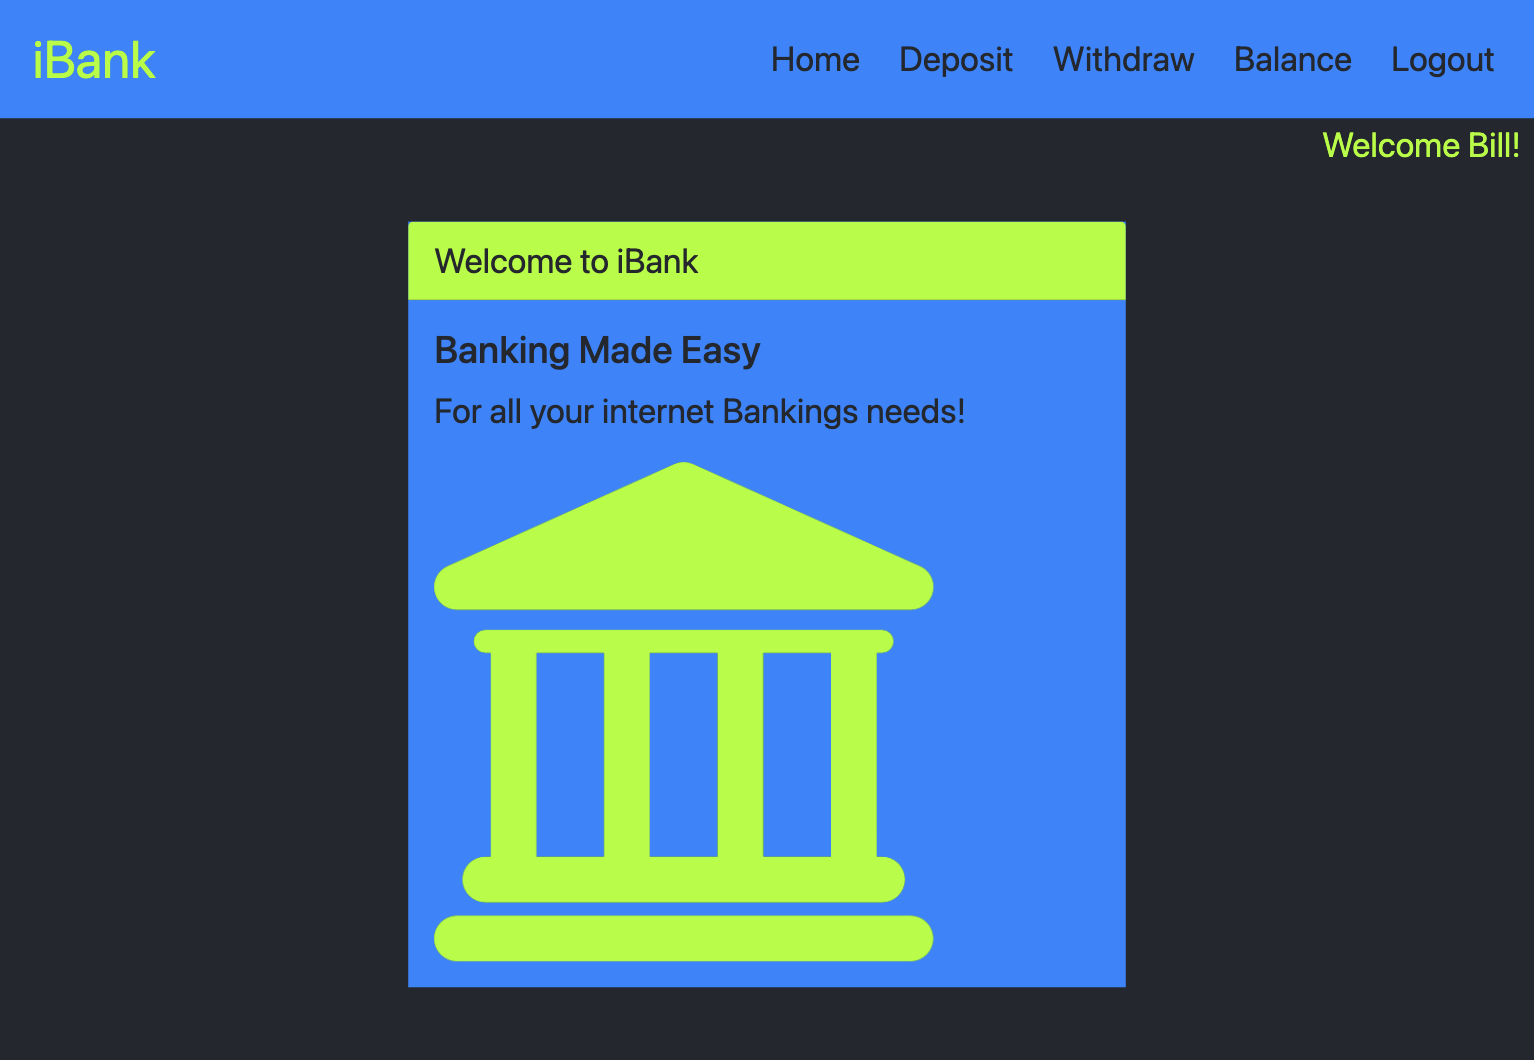 iBank
Home Deposit Withdraw Balance Logout
Welcome Bill!
Welcome to iBank
Banking Made Easy
For all your internet Bankings needs!